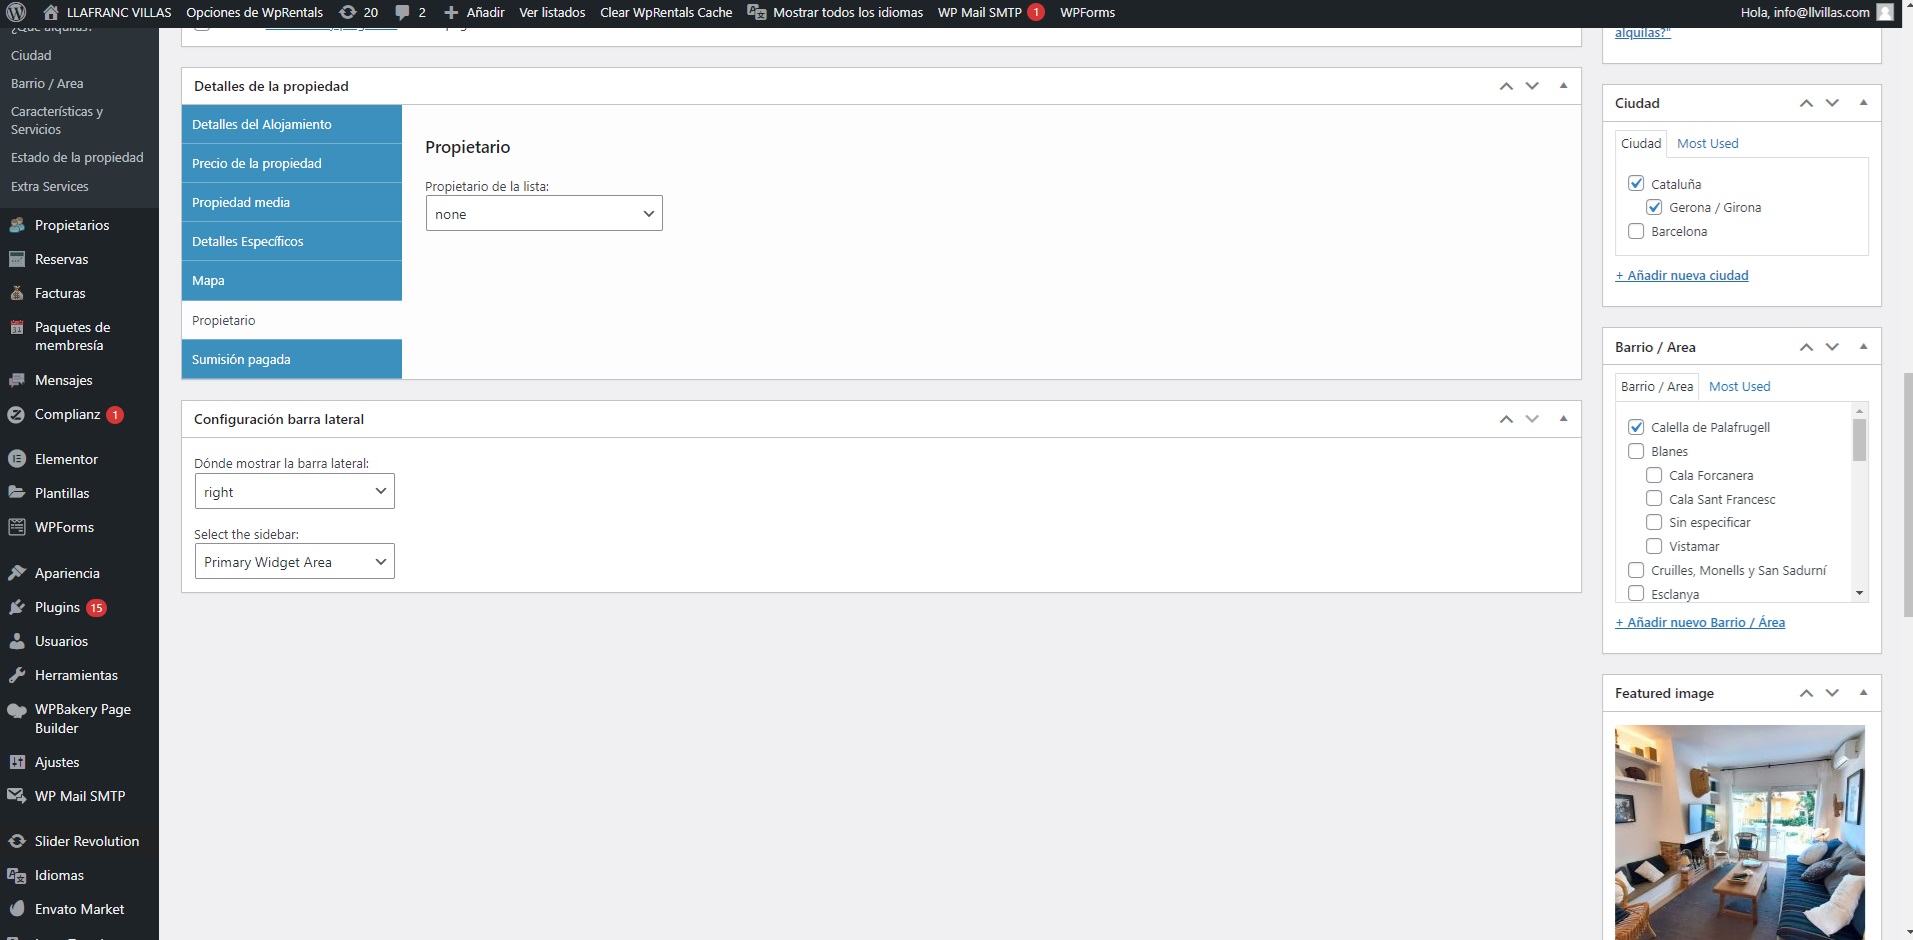 LLAFRANC VILLAS Opciones de WpRentals 20 2 Añadir Ver listados Clear WpRentals Cache Mostrar todos los idiomas WP Mail SMTP 1 WPForms Hola, info@llvillas.com
¿Qué alquilas?
Ciudad
Barrio / Area
Características y
Servicios
Estado de la propiedad
Extra Services
Propietarios
Reservas
Facturas
Paquetes de
membresía
Mensajes
Complianz 1
Elementor
Plantillas
WPForms
Apariencia
Plugins 15
Usuarios
Herramientas
WPBakery Page
Builder
Ajustes
WP Mail SMTP
Slider Revolution
Idiomas
Envato Market
Detalles de la propiedad
Detalles del Alojamiento
Precio de la propiedad
Propiedad media
Detalles Específicos
Mapa
Propietario
Sumisión pagada
Propietario
Propietario de la lista:
none
Configuración barra lateral
Dónde mostrar la barra lateral:
right
Select the sidebar:
Primary Widget Area
alquilas?"
Ciudad
Ciudad Most Used
Cataluña
Gerona / Girona
Barcelona
+ Añadir nueva ciudad
Barrio / Area
Barrio / Area Most Used
Calella de Palafrugell
Blanes
Cala Forcanera
Cala Sant Francesc
Sin especificar
Vistamar
Cruilles, Monells y San Sadurní
Esclanya
+ Añadir nuevo Barrio / Área
Featured image